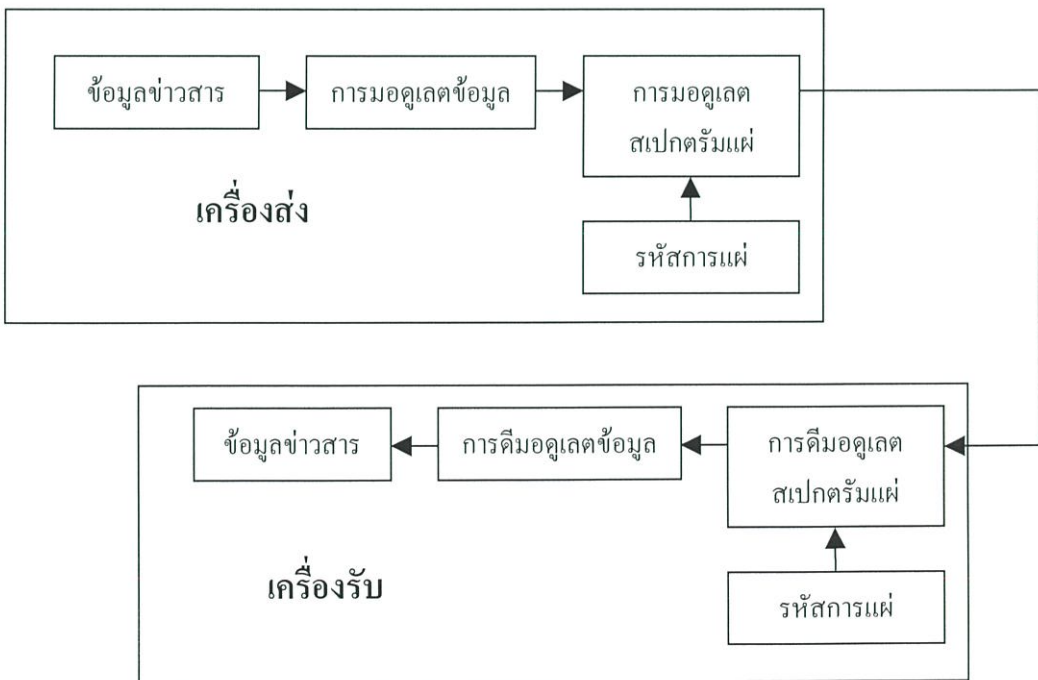 ข้อมูลข่าวสาร
การมอดูเลตข้อมูล
การมอดูเลต
สเปกตรัมแผ่
เครื่องส่ง
รหัสการแผ่
ข้อมูลข่าวสาร
การดีมอดูเลตข้อมูล
การดีมอดูเลต
สเปกตรัมแผ่
เครื่องรับ
รหัสการแผ่